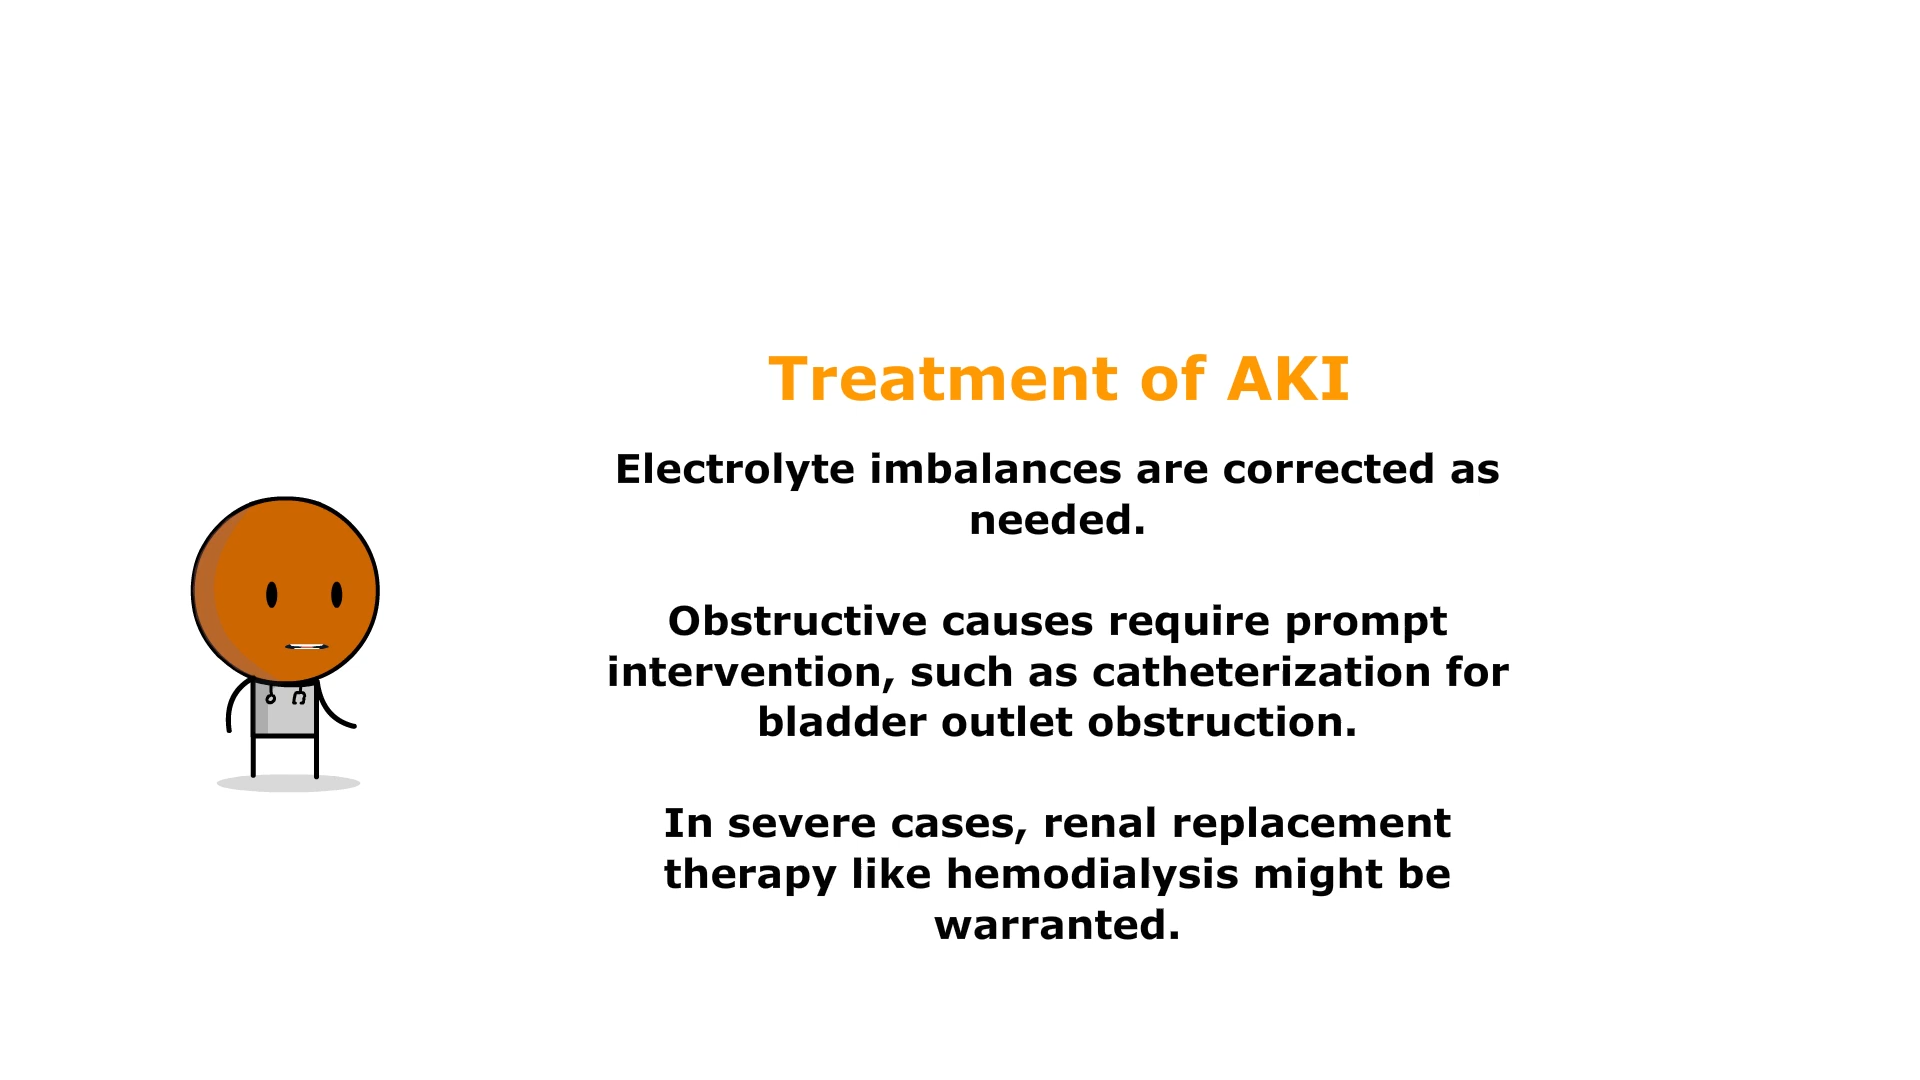 Treatment of AKI
Electrolyte imbalances are corrected as
needed.
Obstructive causes require prompt
intervention, such as catheterization for
bladder outlet obstruction.
In severe cases, renal replacement
therapy like hemodialysis might be
warranted.